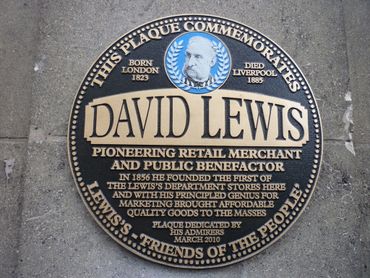 THIS PLAQUE COMMEMORATES
BORN
LONDON
1823
DIED
LIVERPOOL
1885
DAVID LEWIS
PIONEERING RETAIL MERCHANT
AND PUBLIC BENEFACTOR
IN 1856 HE FOUNDED THE FIRST OF
THE LEWIS'S DEPARTMENT STORES HERE
AND WITH HIS PRINCIPLED GENIUS FOR
MARKETING BROUGHT AFFORDABLE
QUALITY GOODS TO THE MASSES
PLAQUE DEDICATED BY
HIS ADMIRERS
MARCH 2010
LEWIS'S - 'FRIENDS OF THE PEOPLE'